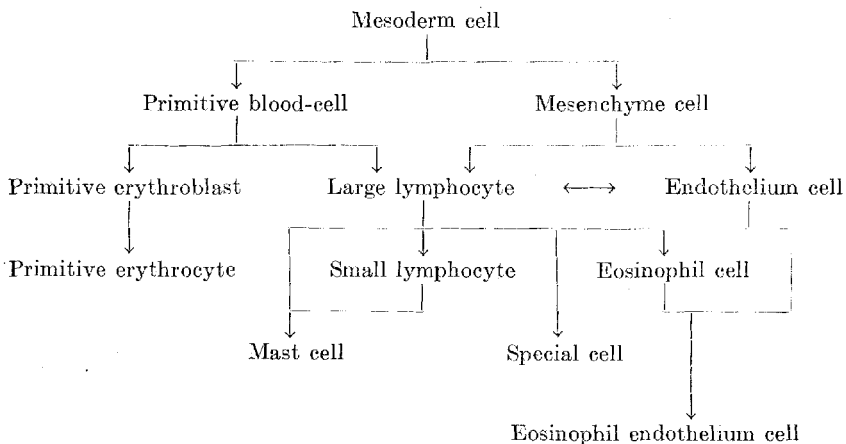 Mesoderm cell
Primitive blood-cell Mesenchyme cell
Primitive erythroblast Large lymphocyte Endothelium cell
Primitive erythrocyte Small lymphocyte Eosinophil cell
Mast cell Special cell
Eosinophil endothelium cell